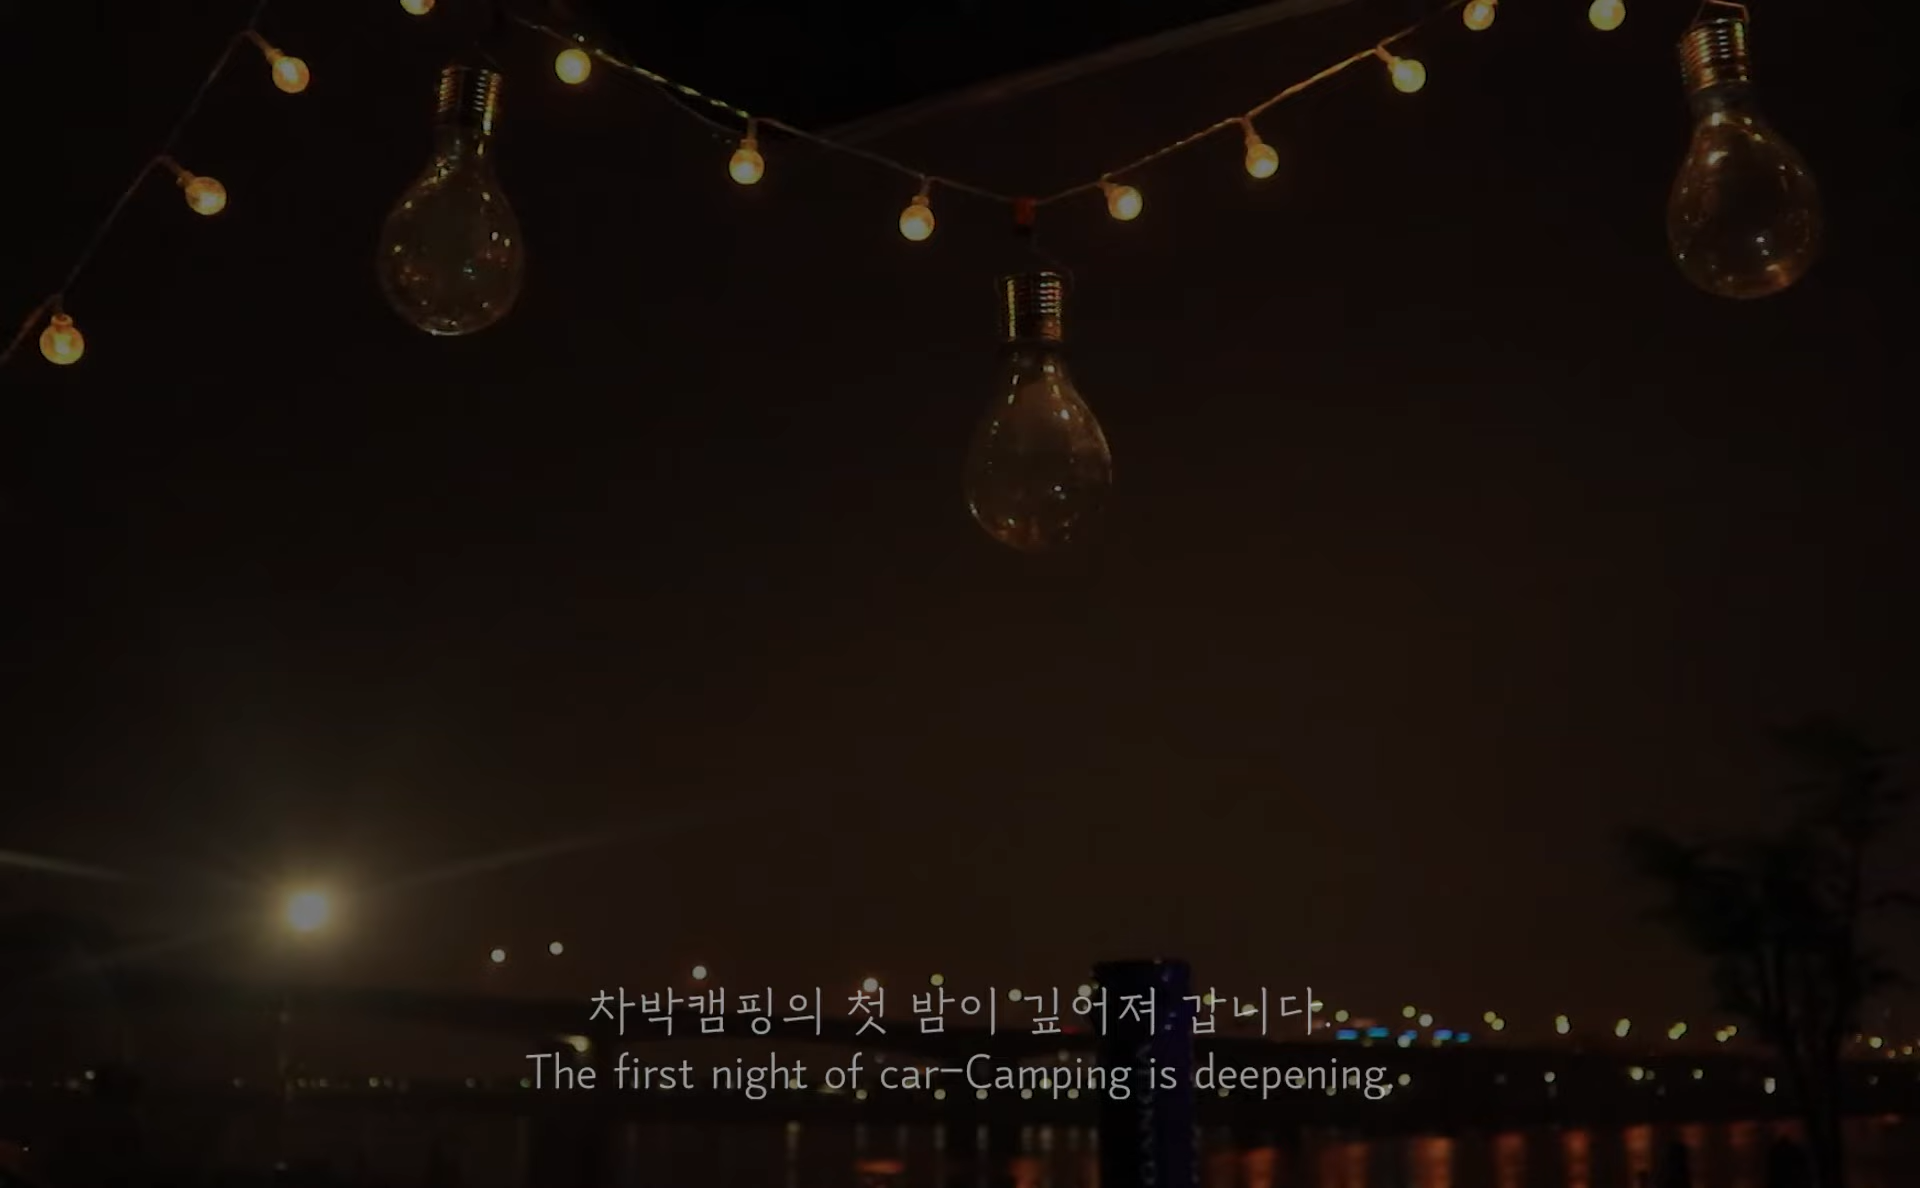 차박캠핑의 첫 밤이 깊어져 갑니다.
The first night of car-Camping is deepening.